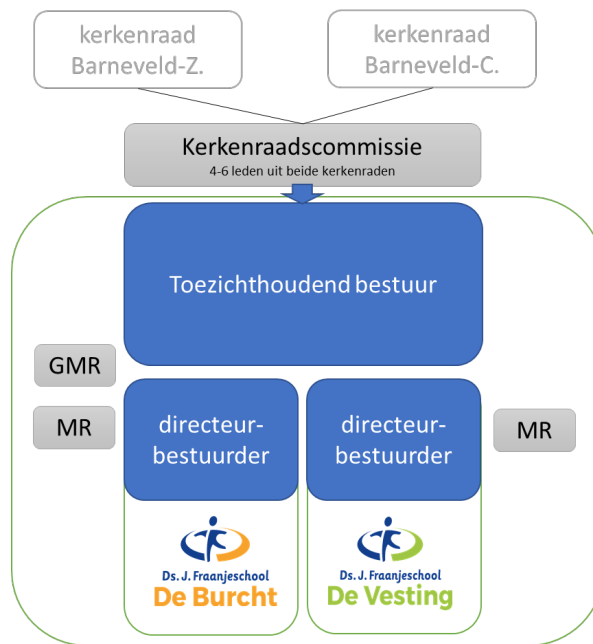 kerkenraad
Barneveld-Z.
kerkenraad
Barneveld-C.
Kerkenraadscommissie
4-6 leden uit beide kerkenraden
Toezichthoudend bestuur
GMR
MR
directeur-
bestuurder
directeur-
bestuurder
MR
Ds. J. Fraanjeschool
De Burcht
Ds. J. Fraanjeschool
De Vesting